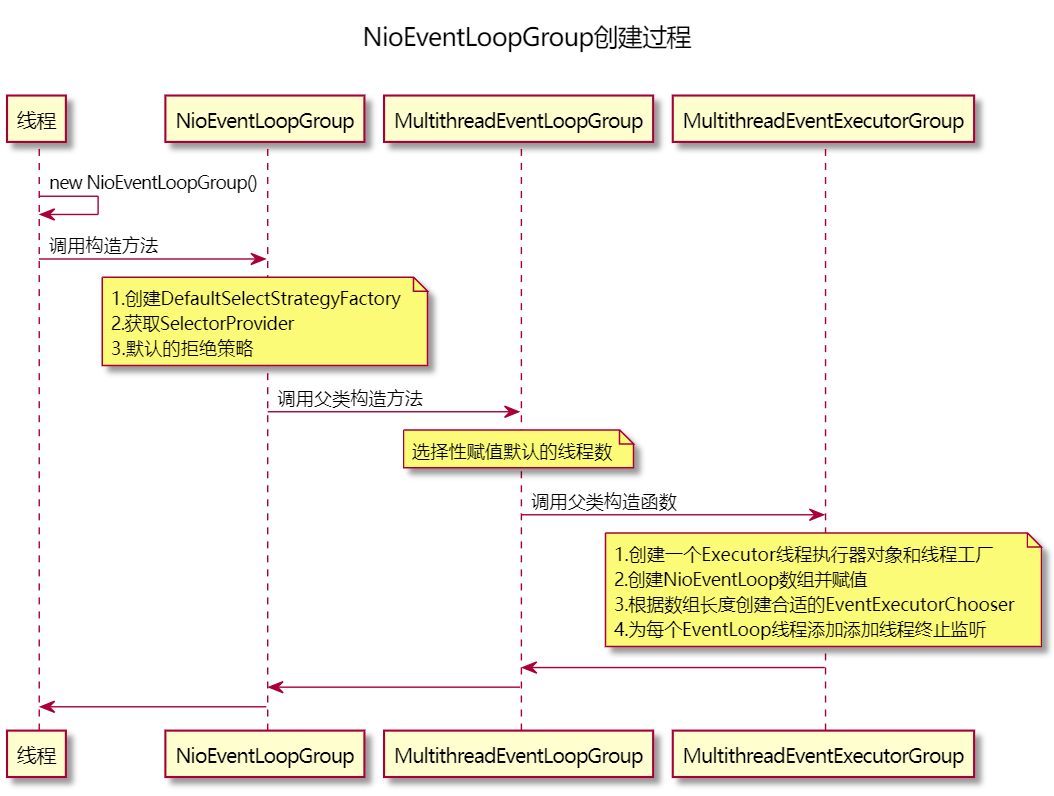 NioEventLoopGroup创建过程
线程
NioEventLoopGroup
MultithreadEventLoopGroup
MultithreadEventExecutorGroup
new NioEventLoopGroup()
调用构造方法
1.创建DefaultSelectStrategyFactory
2.获取SelectorProvider
3.默认的拒绝策略
调用父类构造方法
选择性赋值默认的线程数
调用父类构造函数
1.创建一个Executor线程执行器对象和线程工厂
2.创建NioEventLoop数组并赋值
3.根据数组长度创建合适的EventExecutorChooser
4.为每个EventLoop线程添加添加线程终止监听
线程
NioEventLoopGroup
MultithreadEventLoopGroup
MultithreadEventExecutorGroup